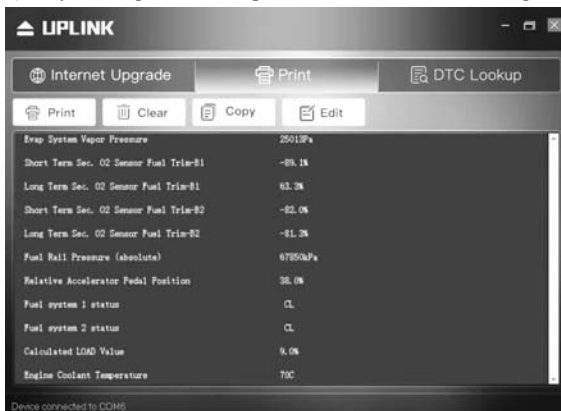 UPLINK
Internet Upgrade Print DTC Lookup
Print Clear Copy Edit
Evap System Vapor Pressure 25013Pa
Short Term Sec. O2 Sensor Fuel Trim-B1 -89.1%
Long Term Sec. O2 Sensor Fuel Trim-B1 63.3%
Short Term Sec. O2 Sensor Fuel Trim-B2 -82.0%
Long Term Sec. O2 Sensor Fuel Trim-B2 -81.3%
Fuel Rail Pressure (absolute) 67850kPa
Relative Accelerator Pedal Position 38.0%
Fuel system 1 status CL
Fuel system 2 status CL
Calculated LOAD Value 9.0%
Engine Coolant Temperature 70C
Device connected to COM6